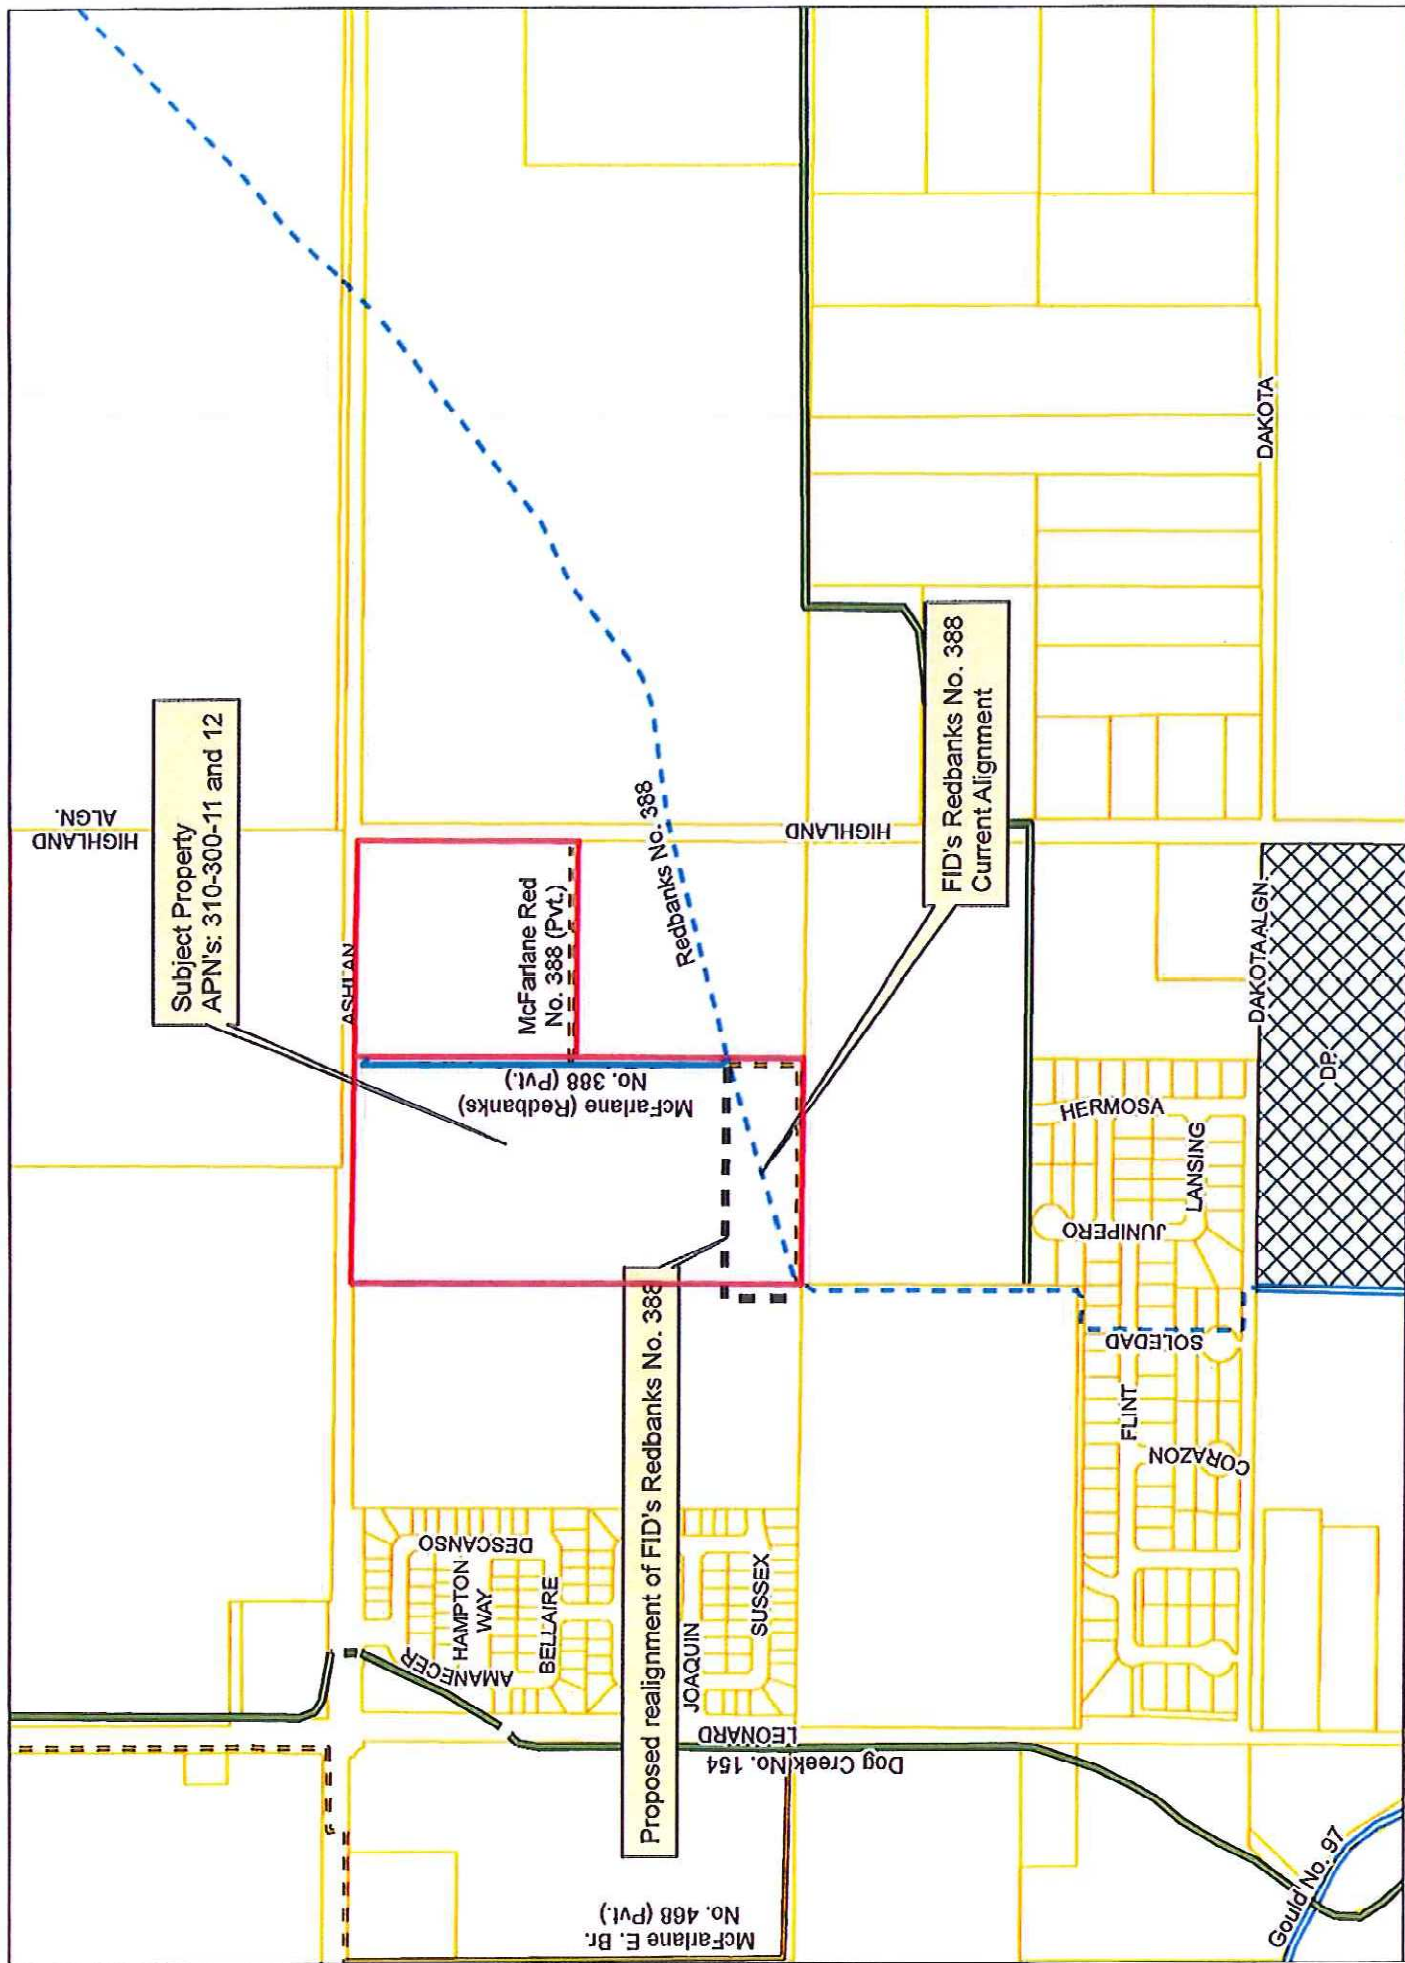 HIGHLAND
ALGN.
Subject Property
APN's: 310-300-11 and 12
ASHLAN
McFarlane Red
No. 388 (Pvt.)
McFarlane (Redbanks)
No. 388 (Pvt.)
Redbanks No. 388
HIGHLAND
FID's Redbanks No. 388
Current Alignment
Proposed realignment of FID's Redbanks No. 388
DAKOTA
DAKOTA ALGN.
D.P.
HERMOSA
LANSING
JUNIPERO
SOLEDAD
FLINT
CORAZON
DESCANSO
HAMPTON
WAY
BELLAIRE
AMANECER
JOAQUIN
SUSSEX
LEONARD
Dog Creek No. 154
McFarlane E. Br.
No. 468 (Pvt.)
Gould No. 97